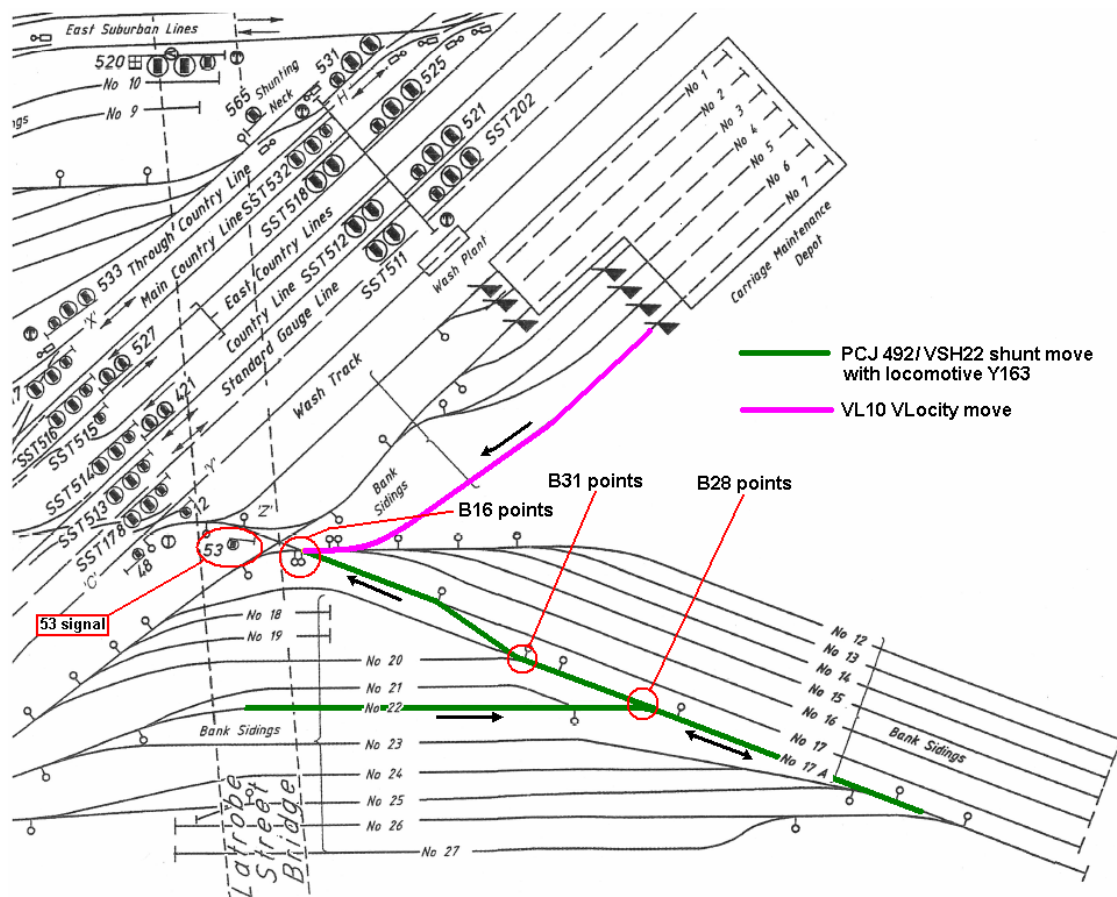 East Suburban Lines
520
No 10
No 9
ings
565
Shunting
Neck
531
H
525
521
SST202
533
Through Country Line
Main Country Line
SST532
SST518
East Country Lines
Country Line
SST512
Standard Gauge Line
SST511
'X'
527
17
SST516
SST515
421
SST514
SST513
SST178
'Y'
12
'C'
48
Wash Track
Wash Plant
No 1
No 2
No 3
No 4
No 5
No 6
No 7
Carriage Maintenance
Depot
PCJ 492/ VSH22 shunt move
with locomotive Y163
VL10 VLocity move
Bank
Sidings
B31 points
B28 points
B16 points
'Z'
53
53 signal
No 12
No 13
No 14
No 15
No 16
No 17
No 17 A
Bank Sidings
No 18
No 19
No 20
No 21
No 22
Bank Sidings
No 23
No 24
No 25
No 26
No 27
Latrobe
Street
Bridge